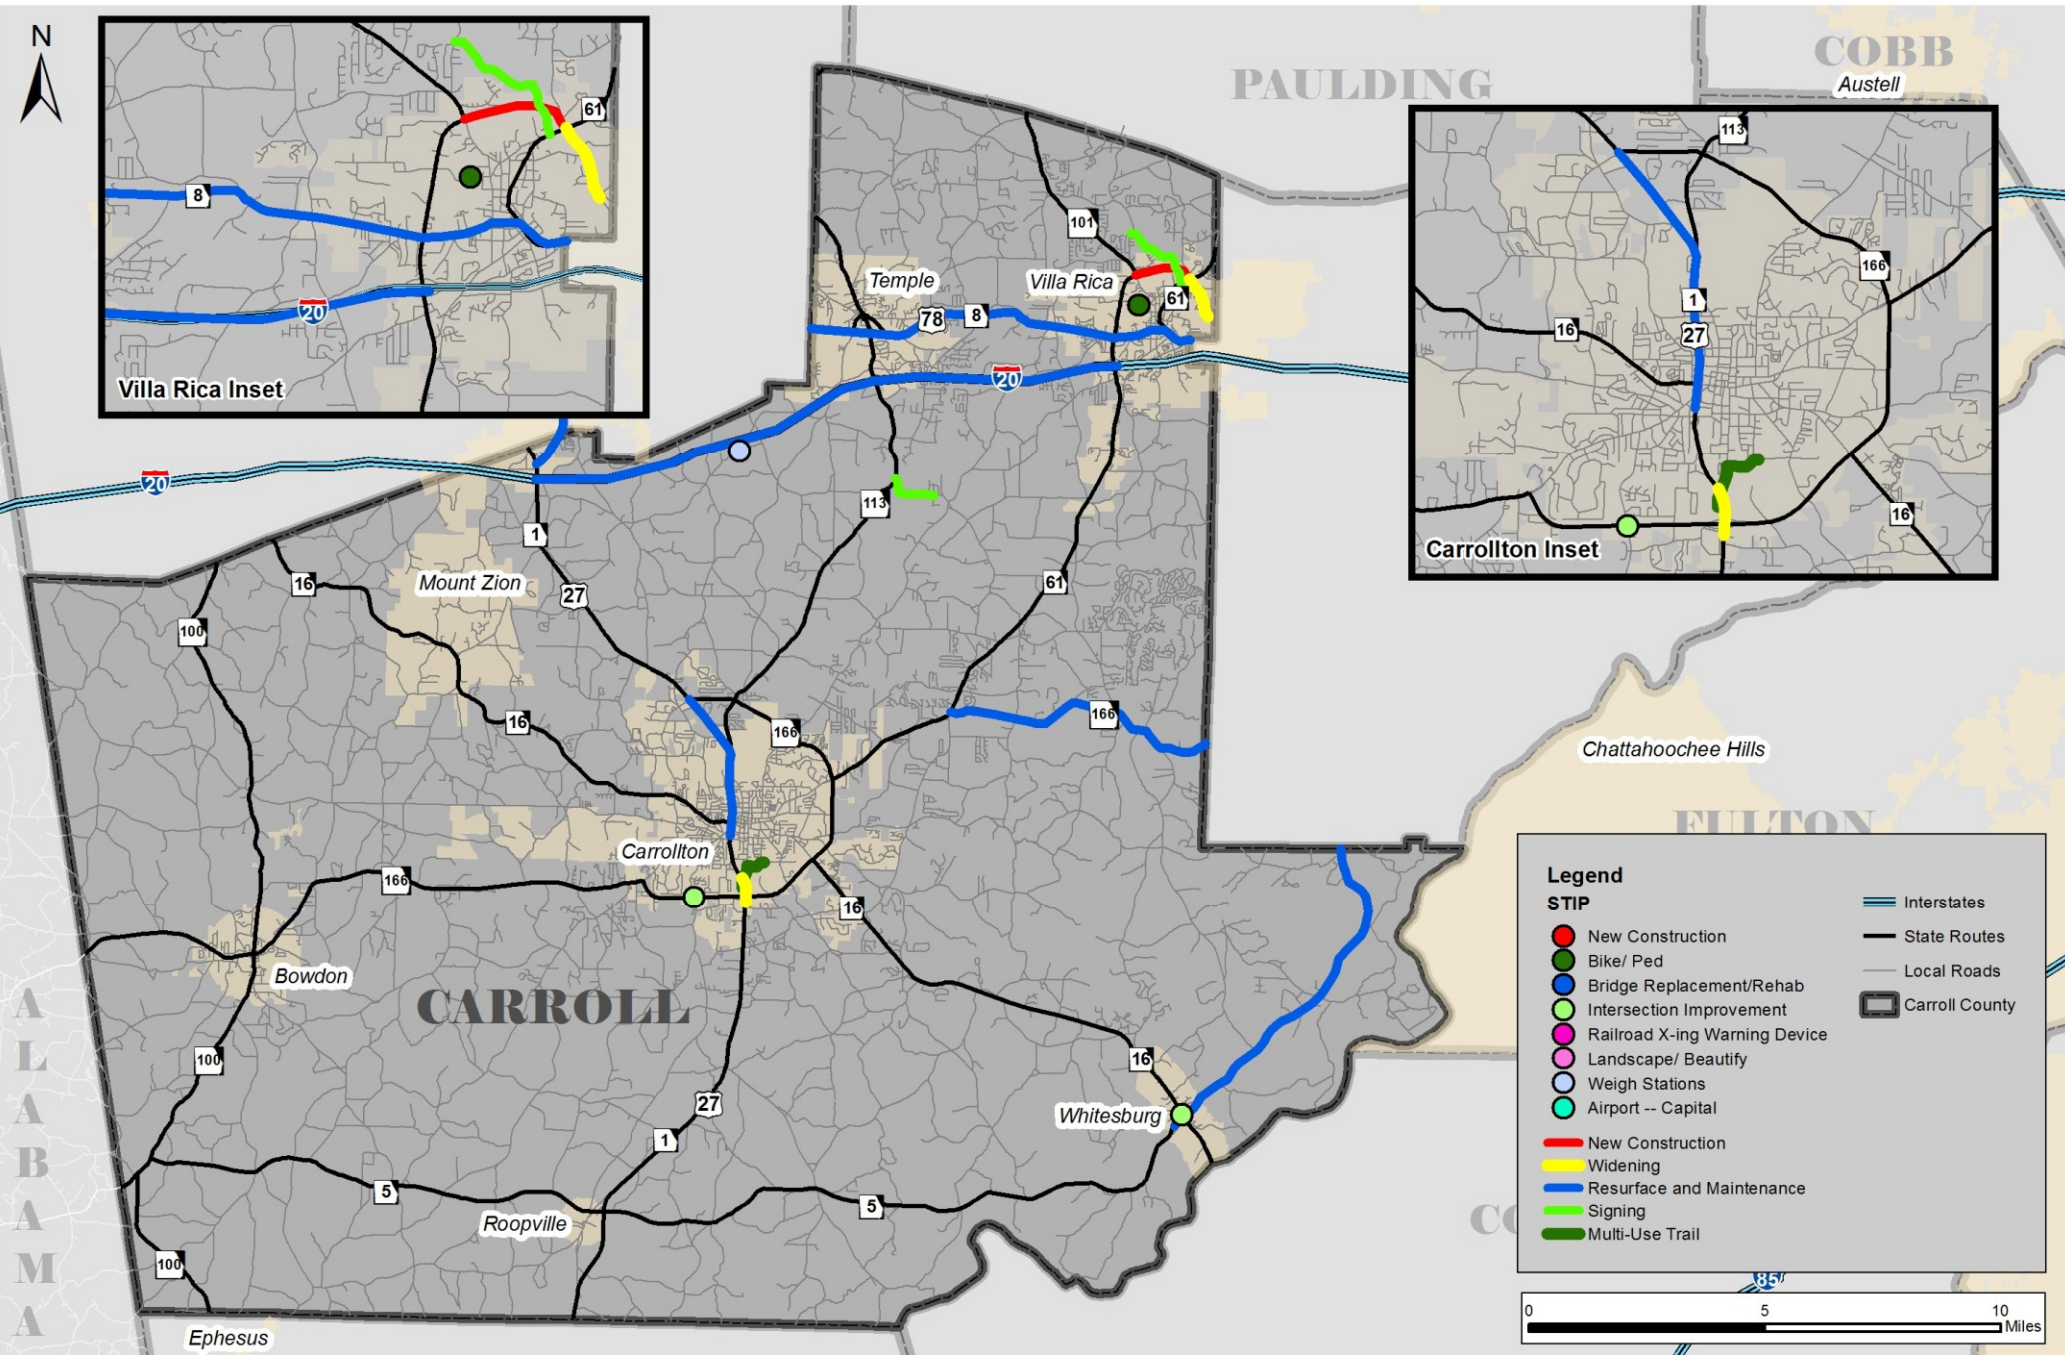 N
61
8
20
Villa Rica Inset
PAULDING
COBB
Austell
113
166
1
27
16
16
Carrollton Inset
101
Temple
Villa Rica
61
78
8
20
20
113
1
16
Mount Zion
27
61
100
16
166
166
Chattahoochee Hills
FULTON
Carrollton
166
16
Bowdon
CARROLL
100
16
27
Whitesburg
1
5
5
Roopville
100
Ephesus
ALABAMA
85
Legend
STIP
New Construction
Bike/ Ped
Bridge Replacement/Rehab
Intersection Improvement
Railroad X-ing Warning Device
Landscape/ Beautify
Weigh Stations
Airport -- Capital
New Construction
Widening
Resurface and Maintenance
Signing
Multi-Use Trail
Interstates
State Routes
Local Roads
Carroll County
0 5 10
Miles